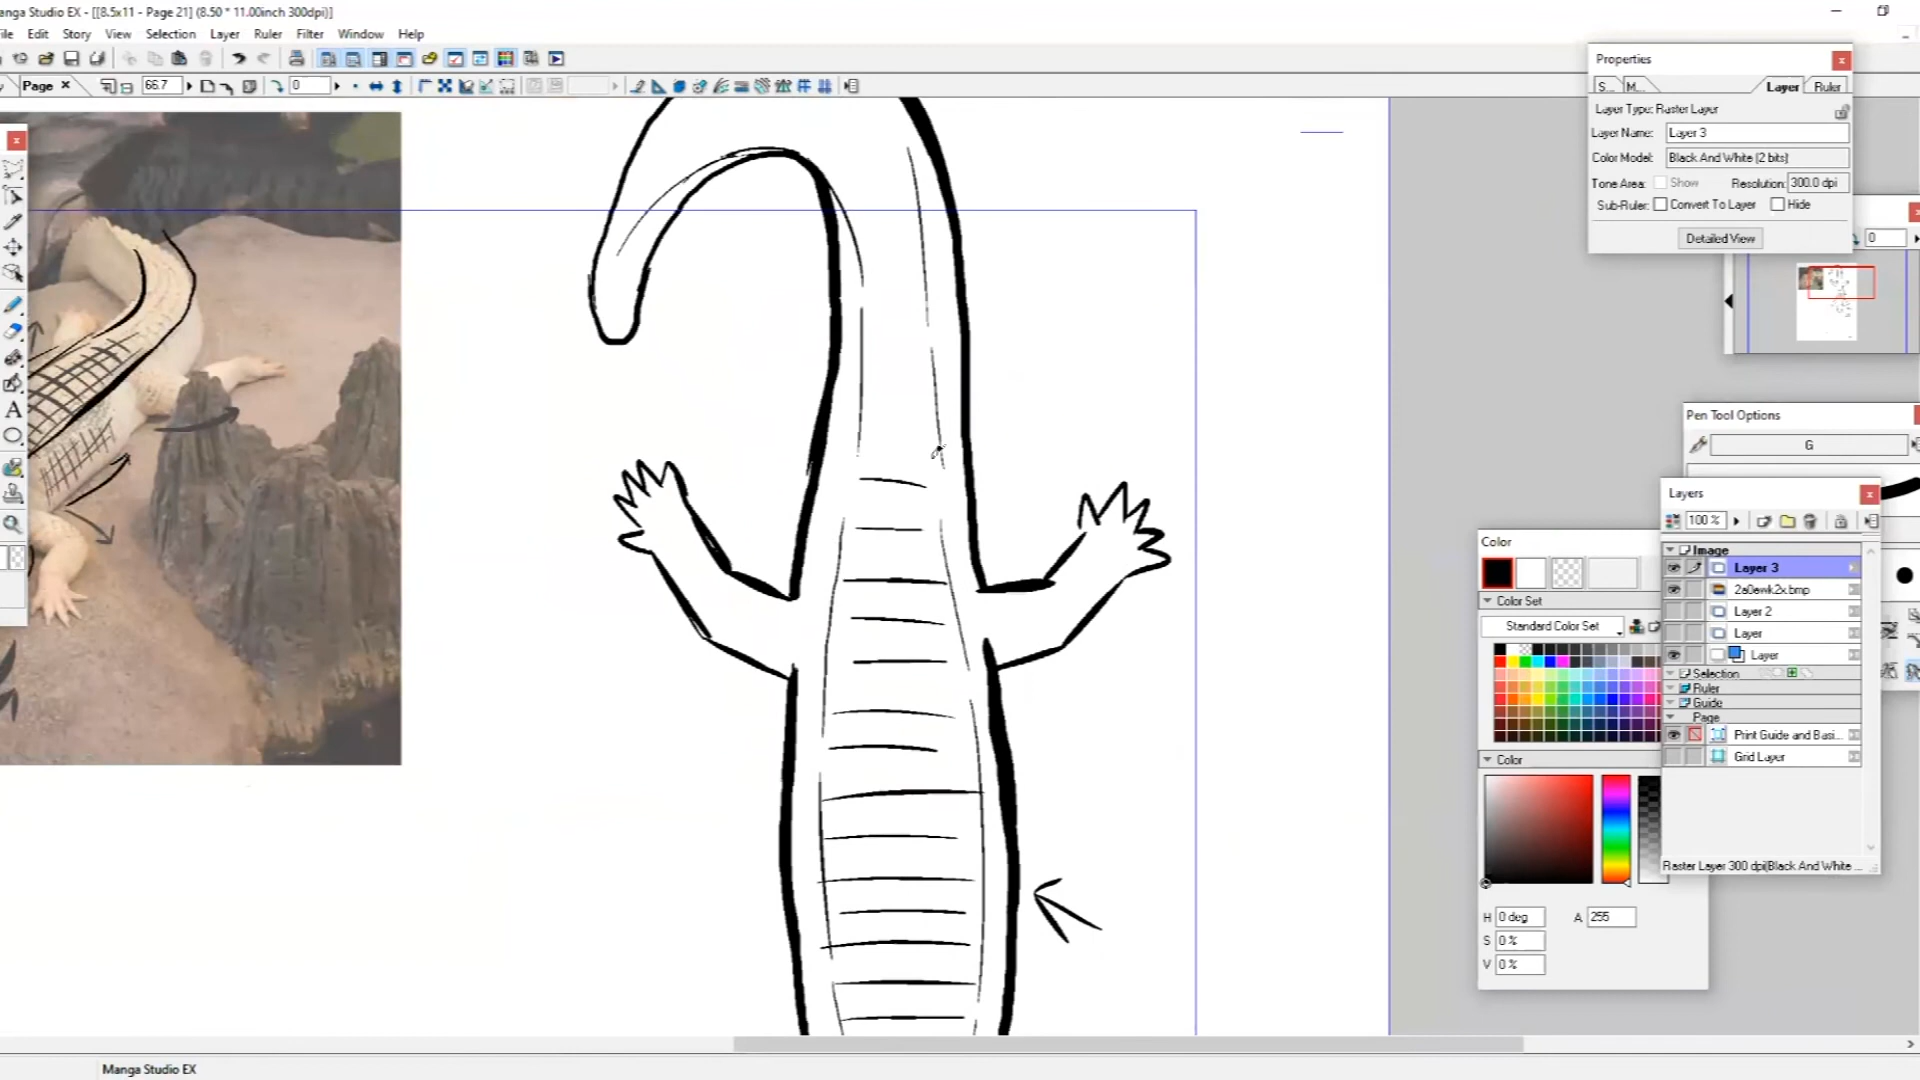 anga Studio EX - [[8.5x11 - Page 21] (8.50 * 11.00inch 300dpi)]
ile Edit Story View Selection Layer Ruler Filter Window Help
Page 66.7 0
Properties
S... M... Layer Ruler
Layer Type: Raster Layer
Layer Name: Layer 3
Color Model: Black And White (2 bits)
Tone Area: Show Resolution: 300.0 dpi
Sub-Ruler: Convert To Layer Hide
Detailed View
0
Pen Tool Options
G
Layers
100 %
Image
Layer 3
2a0ewk2x.bmp
Layer 2
Layer
Layer
Selection
Ruler
Guide
Page
Print Guide and Basi...
Grid Layer
Raster Layer 300 dpi(Black And White ...
Color
Color Set
Standard Color Set
Color
H 0 deg A 255
S 0 %
V 0 %
A
Manga Studio EX